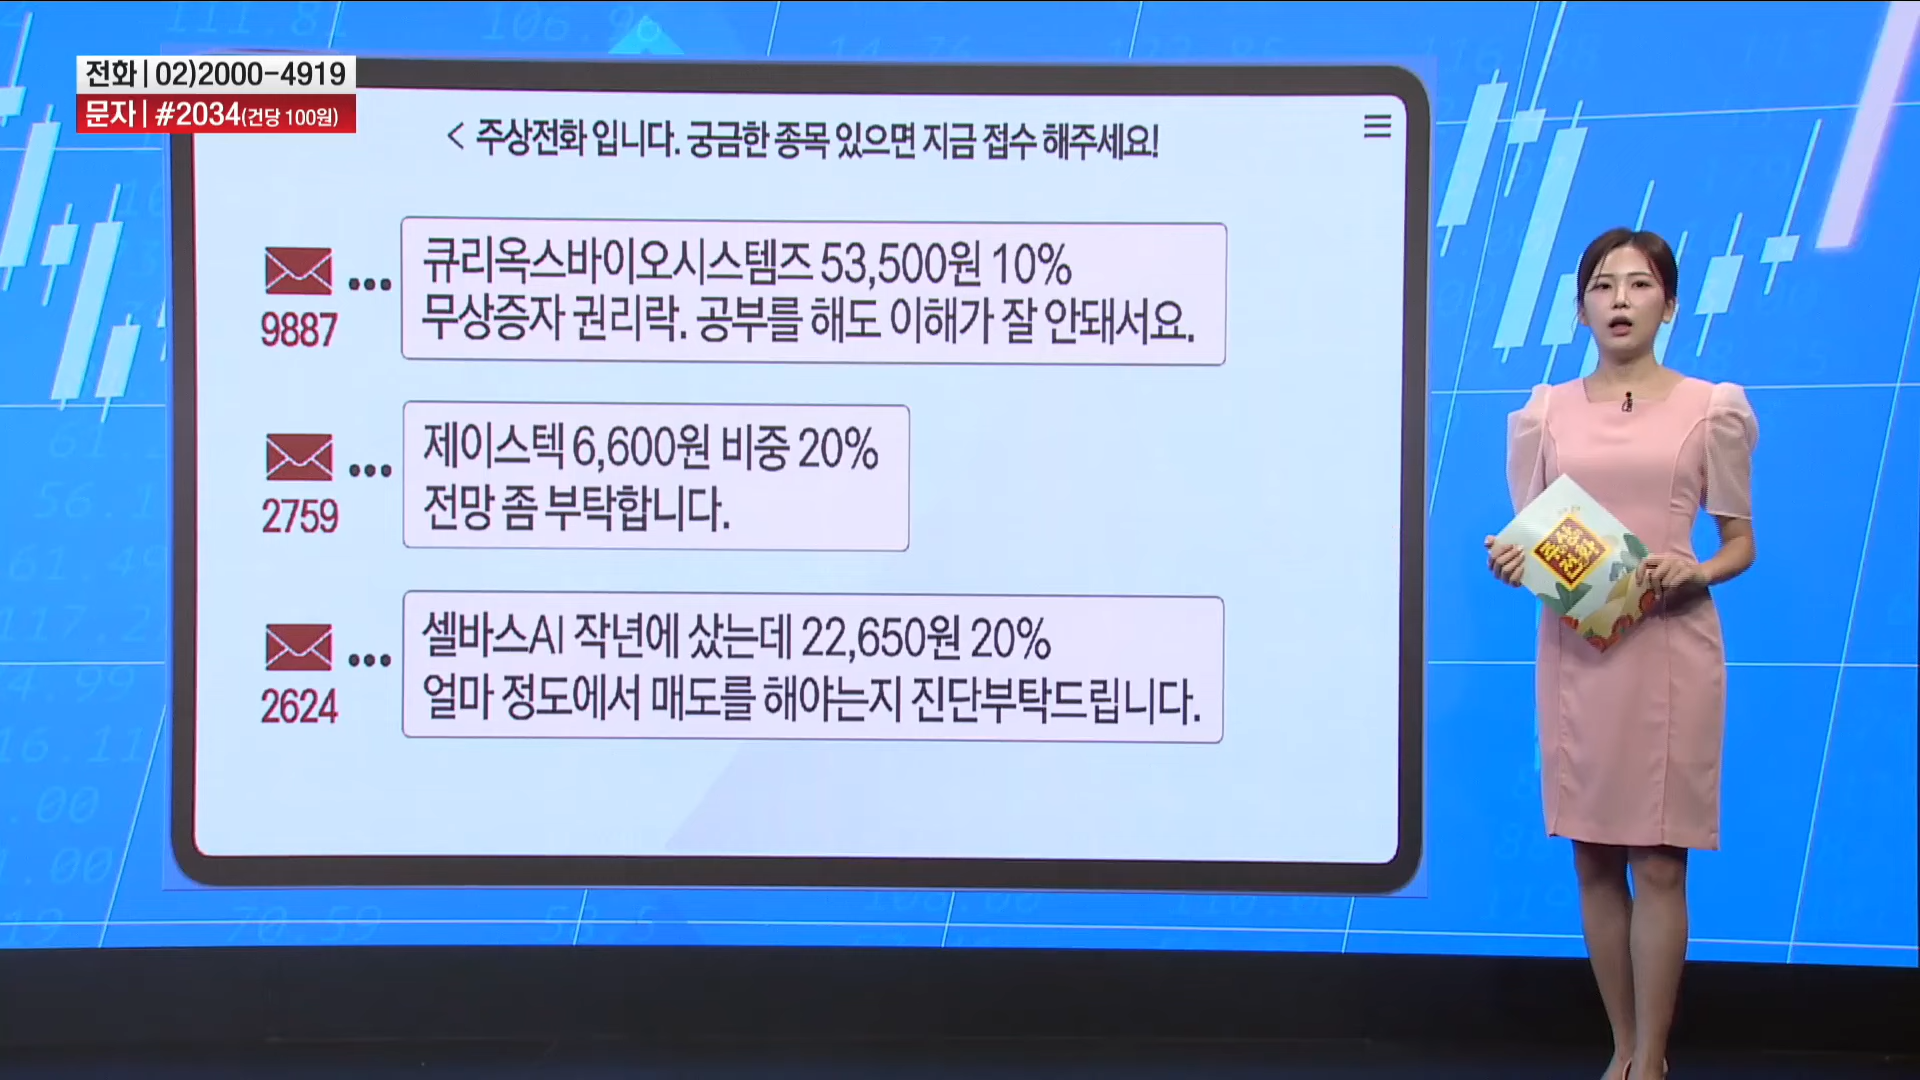 전화 | 02)2000-4919
문자 | #2034(건당 100원)
< 주상전화 입니다. 궁금한 종목 있으면 지금 접수 해주세요!
큐리옥스바이오시스템즈 53,500원 10%
무상증자 권리락. 공부를 해도 이해가 잘 안돼서요.
9887
제이스텍 6,600원 비중 20%
전망 좀 부탁합니다.
2759
셀바스AI 작년에 샀는데 22,650원 20%
얼마 정도에서 매도를 해야는지 진단부탁드립니다.
2624
주상전화